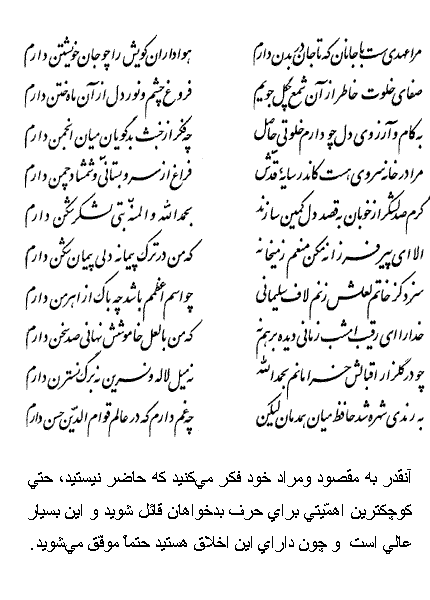 مرا عهدیست با جانان که تا جان در بدن دارم هواداران کویش را چو جان خویشتن دارم
صفای خلوت خاطر از آن شمع چگل جویم فروغ چشم و نور دل از آن ماه ختن دارم
به کام و آرزوی دل چو دارم خلوتی حاصل چه فکر از خبث بدگویان میان انجمن دارم
مرا در خانه سروی هست کاندر سایهٔ قدش فراغ از سرو بستانی و شمشاد چمن دارم
گرم صد لشکر از خوبان به قصد دل کمین سازند بحمدالله و المنه بتی لشکرشکن دارم
الا ای پیر فرزانه مکن منعم ز میخانه که من در ترک پیمانه دلی پیمان‌شکن دارم
سزد کز خاتم لعلش زنم لاف سلیمانی چو اسم اعظمم باشد چه باک از اهرمن دارم
خدا را ای رقیب امشب زمانی دیده بر هم نه که من با لعل خاموشش نهانی صد سخن دارم
چو در گلزار اقبالش خرامانم بحمدالله نه میل لاله و نسرین نه برگ نسترن دارم
به رندی شهره شد حافظ میان همدمان لیکن چه غم دارم که در عالم قوام الدین حسن دارم
آنقدر به مقصود ومراد خود فکر مي‌كنيد كه حاضر نيستيد، حتي
كوچكترين اهمّيتي براي حرف بدخواهان قائل شويد و اين بسيار
عالي است و چون داراي اين اخلاق هستيد حتماً موفق مي‌شويد.